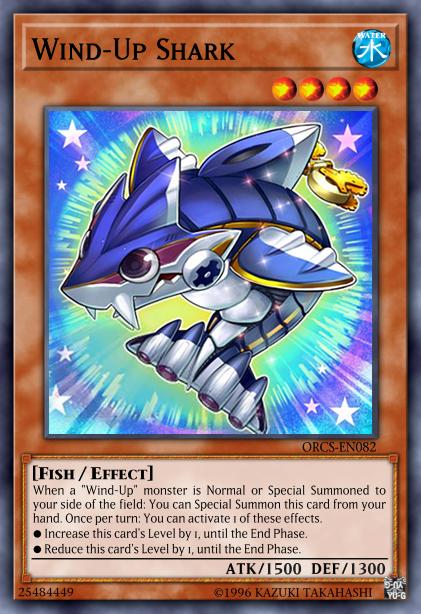 Wind-Up Shark
WATER
水
ORCS-EN082
[Fish / Effect]
When a "Wind-Up" monster is Normal or Special Summoned to
your side of the field: You can Special Summon this card from your
hand. Once per turn: You can activate 1 of these effects.
● Increase this card's Level by 1, until the End Phase.
● Reduce this card's Level by 1, until the End Phase.
ATK/1500 DEF/1300
25484449
©1996 KAZUKI TAKAHASHI